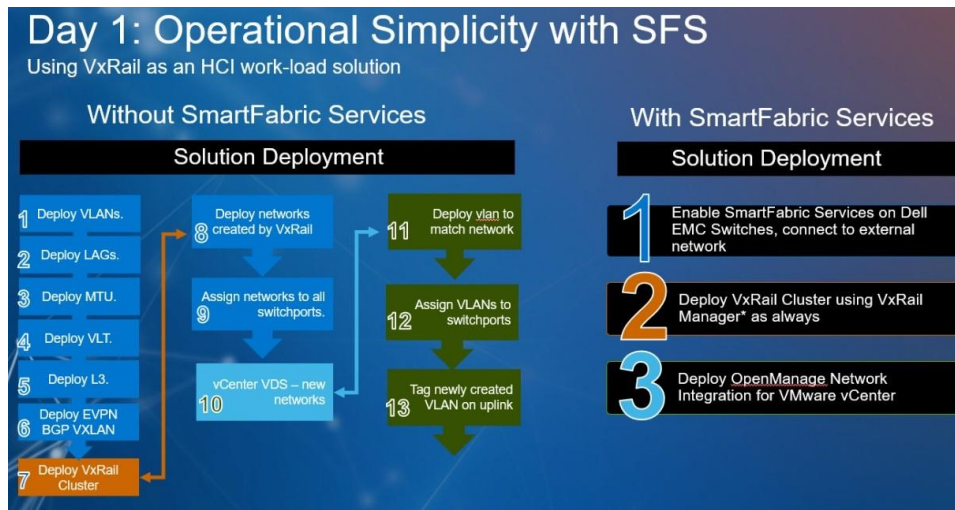 Day 1: Operational Simplicity with SFS
Using VxRail as an HCI work-load solution
Without SmartFabric Services
Solution Deployment
1 Deploy VLANs.
2 Deploy LAGs.
3 Deploy MTU.
4 Deploy VLT.
5 Deploy L3.
6 Deploy EVPN
BGP VXLAN
7 Deploy VxRail
Cluster
8 Deploy networks
created by VxRail
9 Assign networks to all
switchports.
10 vCenter VDS – new
networks
11 Deploy vlan to
match network
12 Assign VLANs to
switchports
13 Tag newly created
VLAN on uplink
With SmartFabric Services
Solution Deployment
1 Enable SmartFabric Services on Dell
EMC Switches, connect to external
network
2 Deploy VxRail Cluster using VxRail
Manager* as always
3 Deploy OpenManage Network
Integration for VMware vCenter